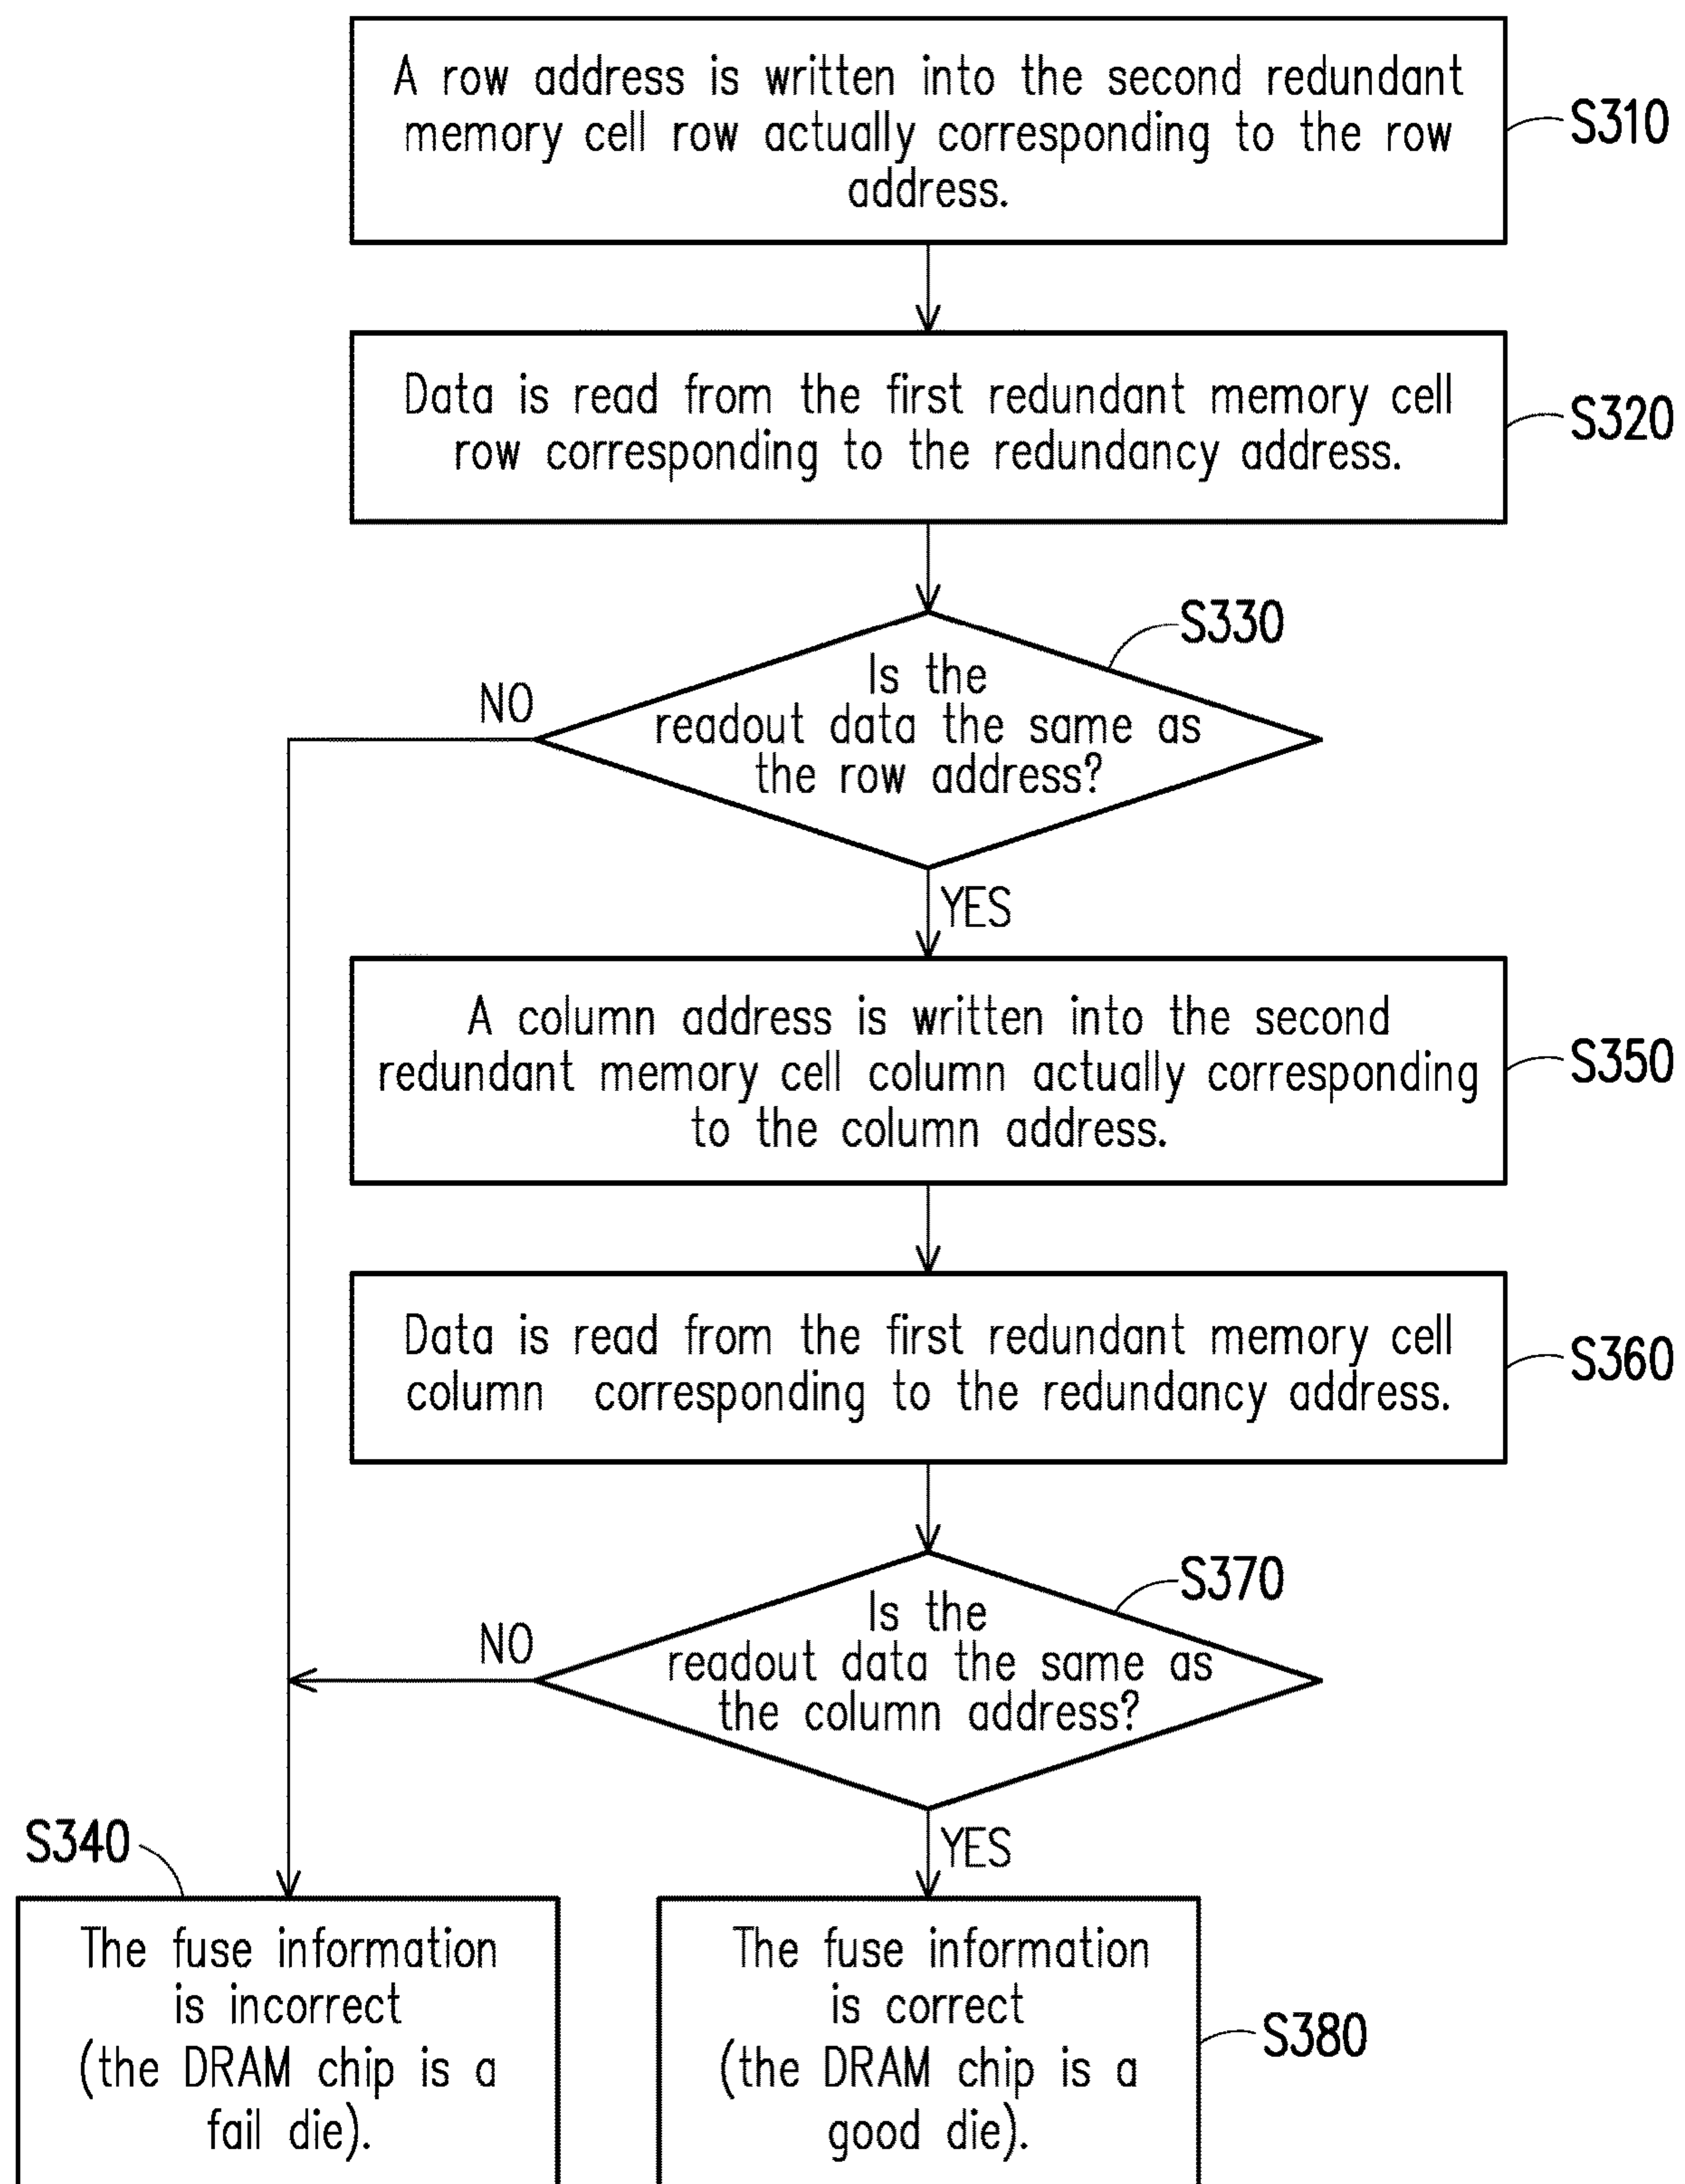 A row address is written into the second redundant
memory cell row actually corresponding to the row
address.
S310
Data is read from the first redundant memory cell
row corresponding to the redundancy address.
S320
S330
Is the
readout data the same as
the row address?
NO
YES
A column address is written into the second
redundant memory cell column actually corresponding
to the column address.
S350
Data is read from the first redundant memory cell
column corresponding to the redundancy address.
S360
S370
Is the
readout data the same as
the column address?
NO
YES
S340
The fuse information
is incorrect
(the DRAM chip is a
fail die).
The fuse information
is correct
(the DRAM chip is a
good die).
S380